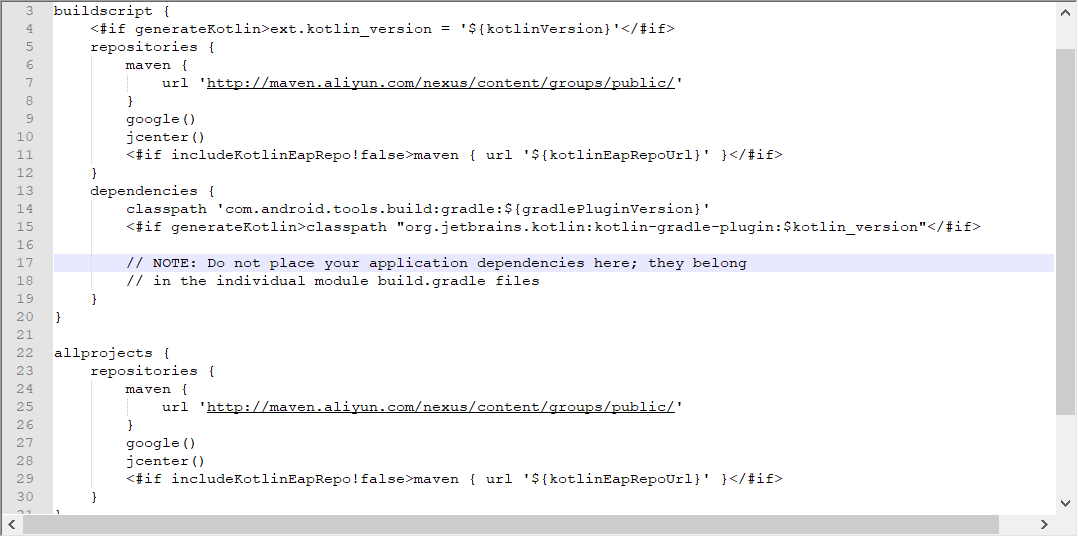 3 buildscript {
4 <#if generateKotlin>ext.kotlin_version = '${kotlinVersion}'</#if>
5 repositories {
6 maven {
7 url 'http://maven.aliyun.com/nexus/content/groups/public/'
8 }
9 google()
10 jcenter()
11 <#if includeKotlinEapRepo!false>maven { url '${kotlinEapRepoUrl}' }</#if>
12 }
13 dependencies {
14 classpath 'com.android.tools.build:gradle:${gradlePluginVersion}'
15 <#if generateKotlin>classpath "org.jetbrains.kotlin:kotlin-gradle-plugin:$kotlin_version"</#if>
16
17 // NOTE: Do not place your application dependencies here; they belong
18 // in the individual module build.gradle files
19 }
20 }
21
22 allprojects {
23 repositories {
24 maven {
25 url 'http://maven.aliyun.com/nexus/content/groups/public/'
26 }
27 google()
28 jcenter()
29 <#if includeKotlinEapRepo!false>maven { url '${kotlinEapRepoUrl}' }</#if>
30 }